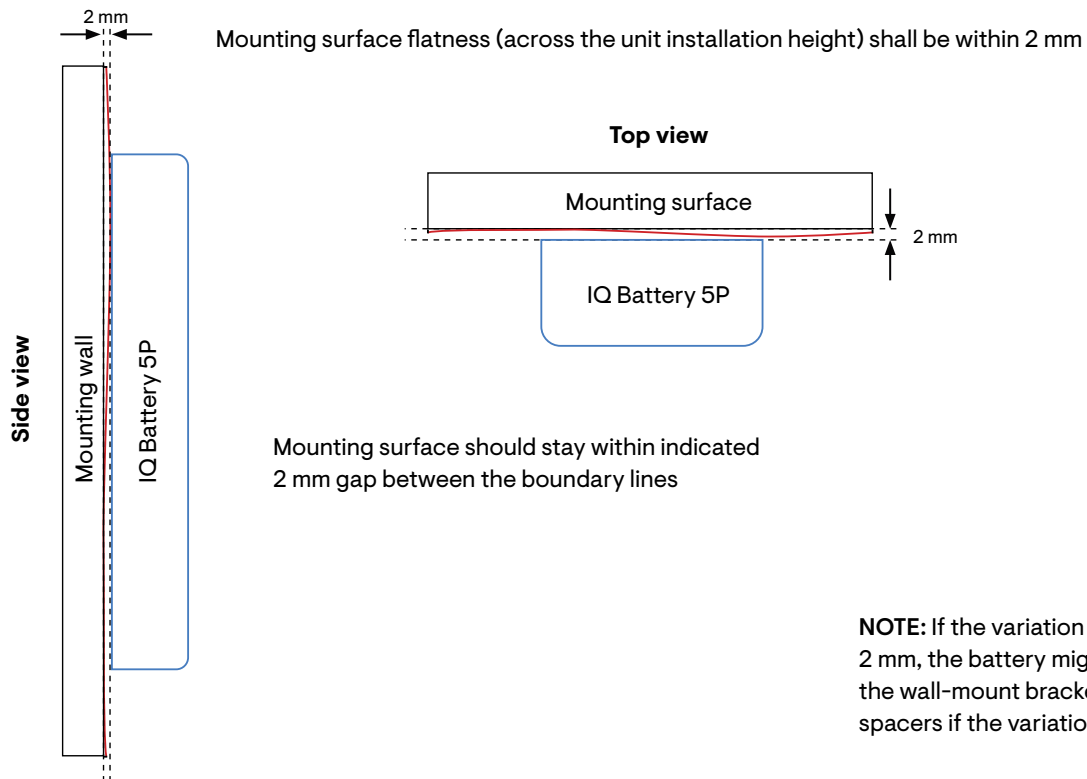 2 mm
Mounting surface flatness (across the unit installation height) shall be within 2 mm
Top view
Mounting surface
2 mm
IQ Battery 5P
Side view
Mounting wall
IQ Battery 5P
Mounting surface should stay within indicated
2 mm gap between the boundary lines
NOTE: If the variation
2 mm, the battery mig
the wall-mount bracke
spacers if the variatio